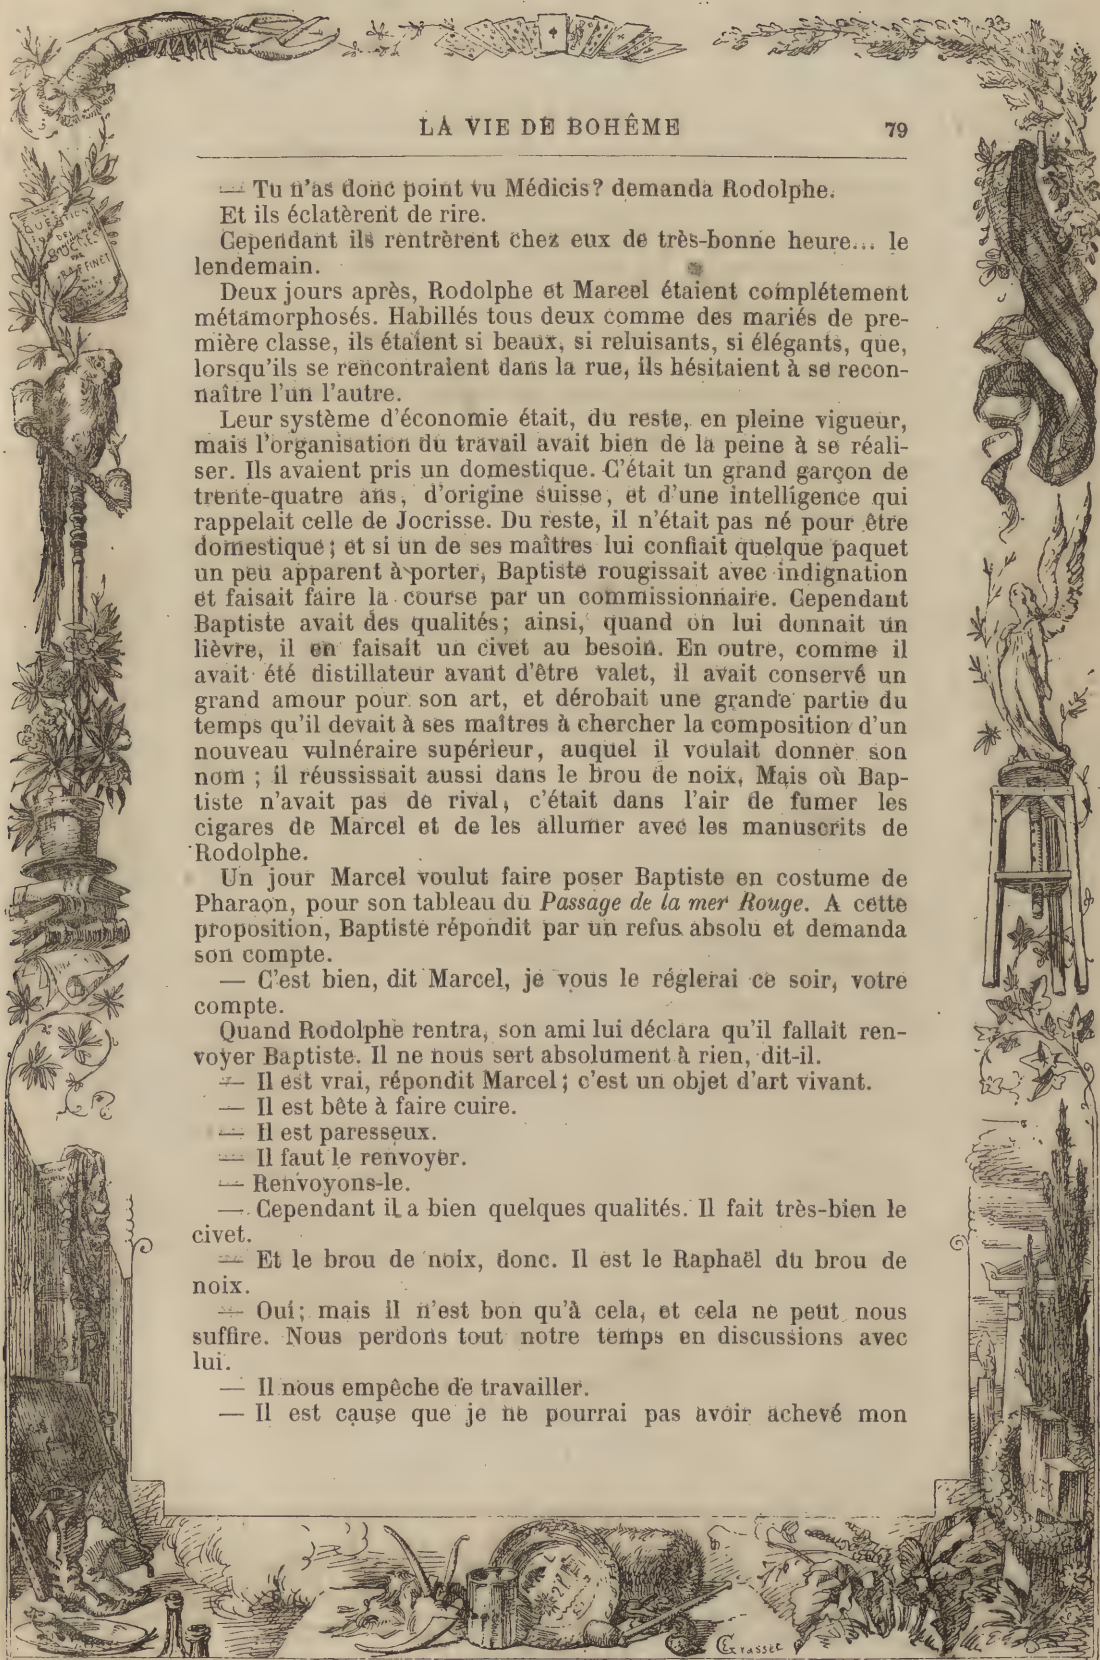 LA VIE DE BOHÊME 79
— Tu n'as donc point vu Médicis? demanda Rodolphe.
Et ils éclatèrent de rire.
Cependant ils rentrèrent chez eux de très-bonne heure... le
lendemain.
Deux jours après, Rodolphe et Marcel étaient complétement
métamorphosés. Habillés tous deux comme des mariés de pre-
mière classe, ils étaient si beaux, si reluisants, si élégants, que,
lorsqu'ils se rencontraient dans la rue, ils hésitaient à se recon-
naître l'un l'autre.
Leur système d'économie était, du reste, en pleine vigueur,
mais l'organisation du travail avait bien de la peine à se réali-
ser. Ils avaient pris un domestique. C'était un grand garçon de
trente-quatre ans, d'origine suisse, et d'une intelligence qui
rappelait celle de Jocrisse. Du reste, il n'était pas né pour être
domestique; et si un de ses maîtres lui confiait quelque paquet
un peu apparent à porter, Baptiste rougissait avec indignation
et faisait faire la course par un commissionnaire. Cependant
Baptiste avait des qualités; ainsi, quand on lui donnait un
lièvre, il en faisait un civet au besoin. En outre, comme il
avait été distillateur avant d'être valet, il avait conservé un
grand amour pour son art, et dérobait une grande partie du
temps qu'il devait à ses maîtres à chercher la composition d'un
nouveau vulnéraire supérieur, auquel il voulait donner son
nom ; il réussissait aussi dans le brou de noix. Mais où Bap-
tiste n'avait pas de rival, c'était dans l'air de fumer les
cigares de Marcel et de les allumer avec les manuscrits de
Rodolphe.
Un jour Marcel voulut faire poser Baptiste en costume de
Pharaon, pour son tableau du Passage de la mer Rouge. A cette
proposition, Baptiste répondit par un refus absolu et demanda
son compte.
— C'est bien, dit Marcel, je vous le réglerai ce soir, votre
compte.
Quand Rodolphe rentra, son ami lui déclara qu'il fallait ren-
voyer Baptiste. Il ne nous sert absolument à rien, dit-il.
— Il est vrai, répondit Marcel; c'est un objet d'art vivant.
— Il est bête à faire cuire.
— Il est paresseux.
— Il faut le renvoyer.
— Renvoyons-le.
— Cependant il a bien quelques qualités. Il fait très-bien le
civet.
— Et le brou de noix, donc. Il est le Raphaël du brou de
noix.
— Oui; mais il n'est bon qu'à cela, et cela ne peut nous
suffire. Nous perdons tout notre temps en discussions avec
lui.
— Il nous empêche de travailler.
— Il est cause que je ne pourrai pas avoir achevé mon
QUESTION
DES
PAR
RAFFINET
27
EGrasset